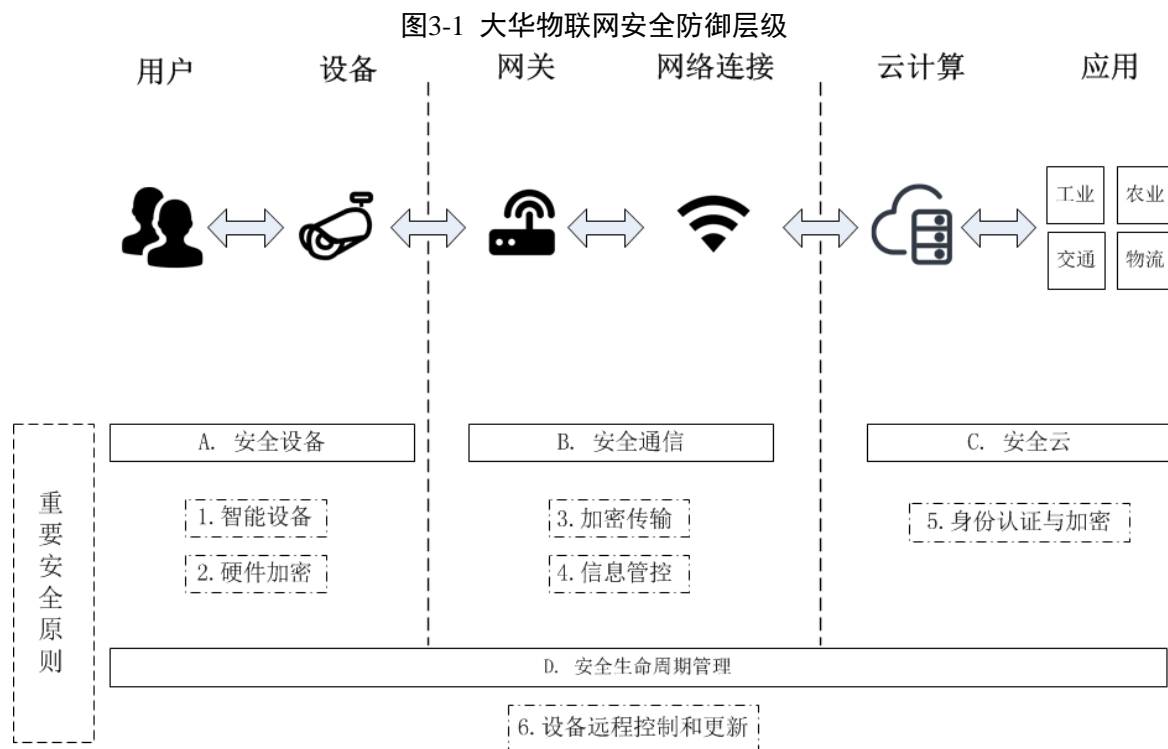 图3-1 大华物联网安全防御层级
用户 设备 网关 网络连接 云计算 应用
工业 农业
交通 物流
A. 安全设备 B. 安全通信 C. 安全云
重要安全原则
1. 智能设备 3. 加密传输 5. 身份认证与加密
2. 硬件加密 4. 信息管控
D. 安全生命周期管理
6. 设备远程控制和更新